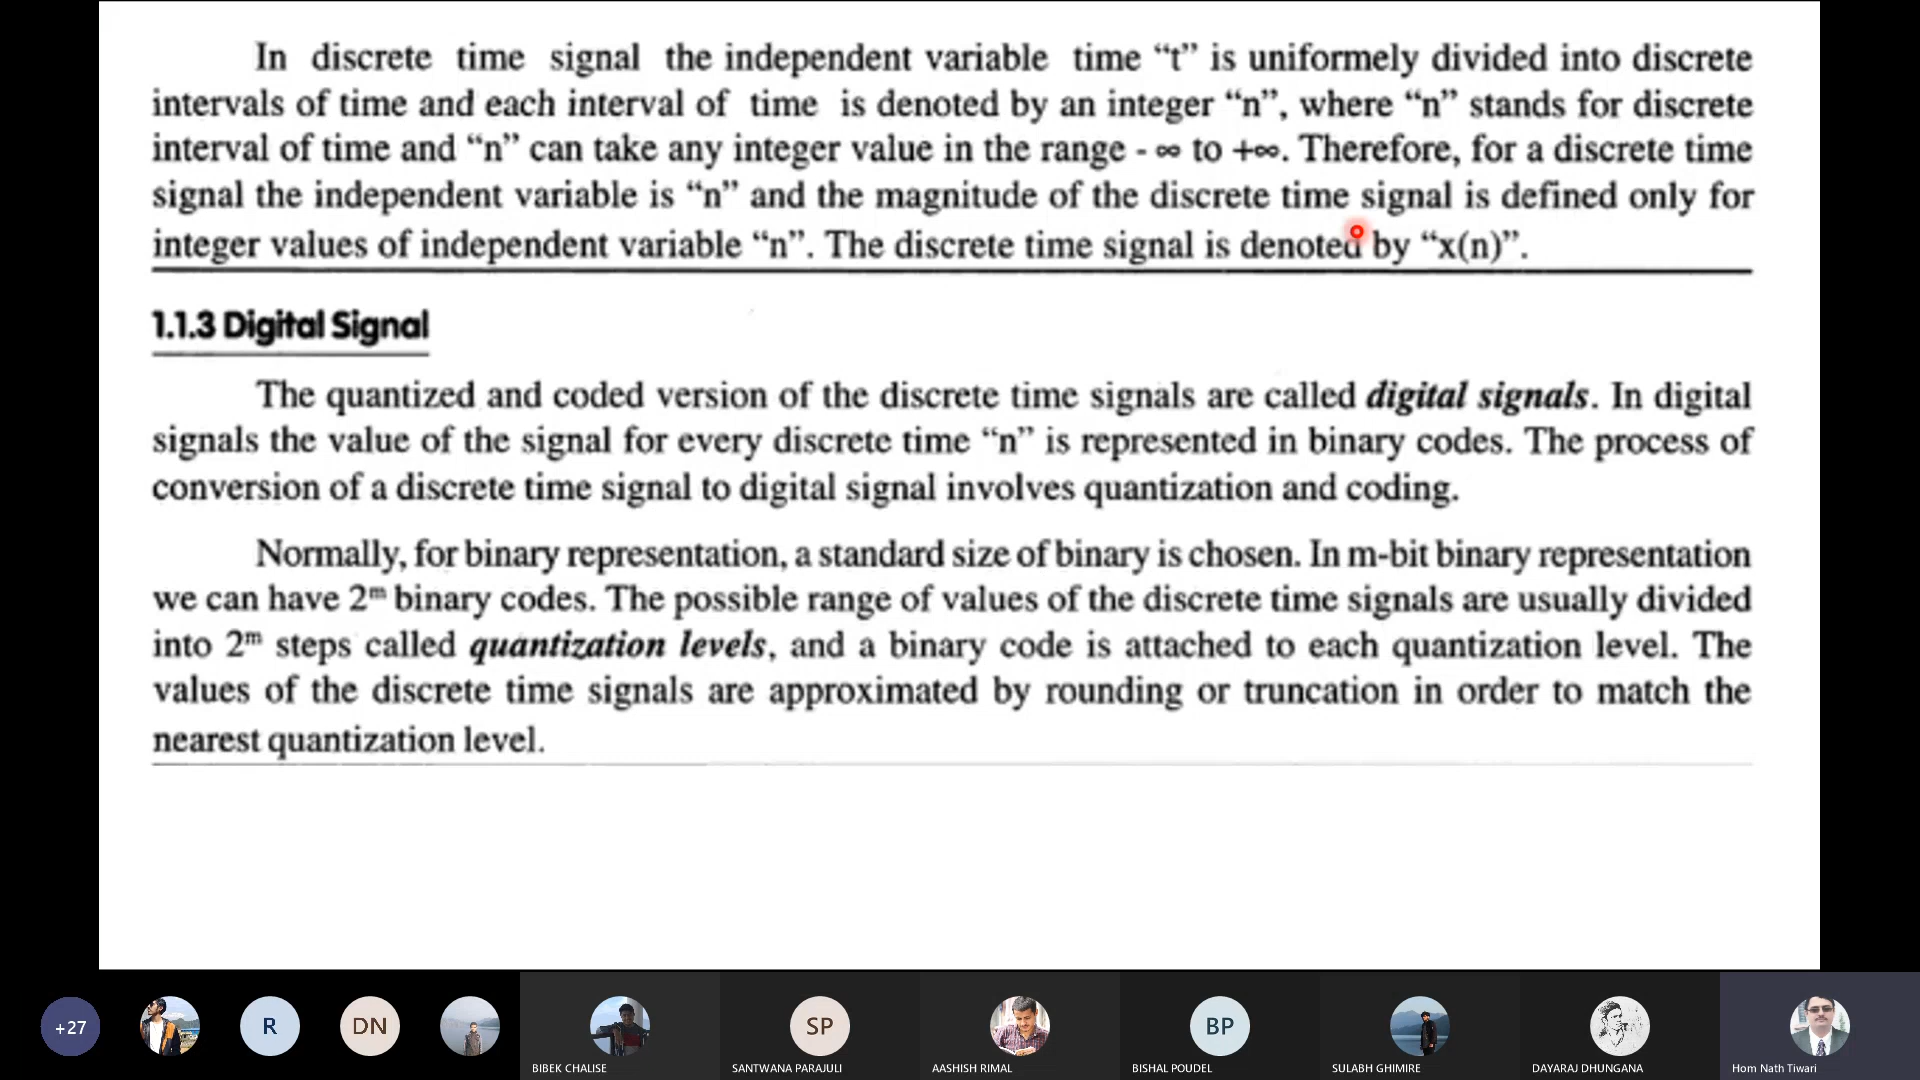 In discrete time signal the independent variable time “t” is uniformely divided into discrete
intervals of time and each interval of time is denoted by an integer “n”, where “n” stands for discrete
interval of time and “n” can take any integer value in the range - ∞ to +∞. Therefore, for a discrete time
signal the independent variable is “n” and the magnitude of the discrete time signal is defined only for
integer values of independent variable “n”. The discrete time signal is denoted by “x(n)”.
1.1.3 Digital Signal
The quantized and coded version of the discrete time signals are called digital signals. In digital
signals the value of the signal for every discrete time “n” is represented in binary codes. The process of
conversion of a discrete time signal to digital signal involves quantization and coding.
Normally, for binary representation, a standard size of binary is chosen. In m-bit binary representation
we can have 2ᵐ binary codes. The possible range of values of the discrete time signals are usually divided
into 2ᵐ steps called quantization levels, and a binary code is attached to each quantization level. The
values of the discrete time signals are approximated by rounding or truncation in order to match the
nearest quantization level.
+27
R
DN
SP
BP
BIBEK CHALISE
SANTWANA PARAJULI
AASHISH RIMAL
BISHAL POUDEL
SULABH GHIMIRE
DAYARAJ DHUNGANA
Hom Nath Tiwari